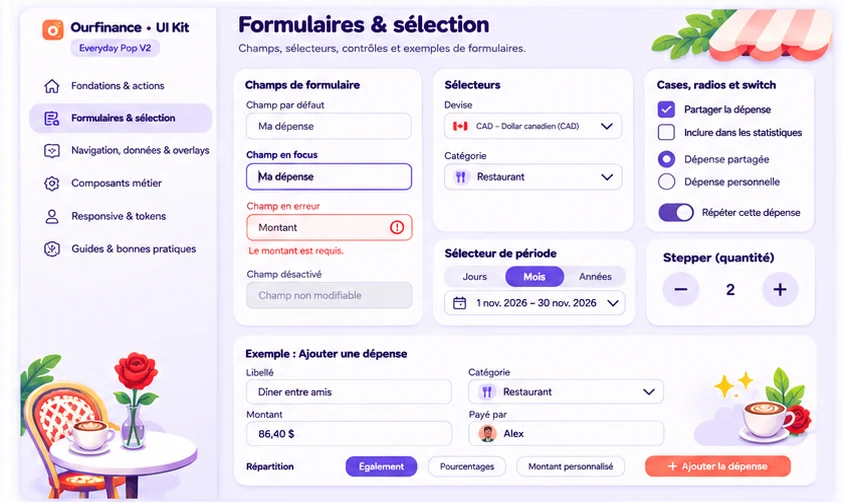 Ourfinance • UI Kit
Everyday Pop V2
Fondations & actions
Formulaires & sélection
Navigation, données & overlays
Composants métier
Responsive & tokens
Guides & bonnes pratiques
Formulaires & sélection
Champs, sélecteurs, contrôles et exemples de formulaires.
Champs de formulaire
Champ par défaut
Ma dépense
Champ en focus
Ma dépense
Champ en erreur
Montant
Le montant est requis.
Champ désactivé
Champ non modifiable
Sélecteurs
Devise
CAD – Dollar canadien (CAD)
Catégorie
Restaurant
Sélecteur de période
Jours
Mois
Années
1 nov. 2026 – 30 nov. 2026
Cases, radios et switch
Partager la dépense
Inclure dans les statistiques
Dépense partagée
Dépense personnelle
Répéter cette dépense
Stepper (quantité)
2
Exemple : Ajouter une dépense
Libellé
Dîner entre amis
Catégorie
Restaurant
Montant
86,40 $
Payé par
Alex
Répartition
Également
Pourcentages
Montant personnalisé
+ Ajouter la dépense